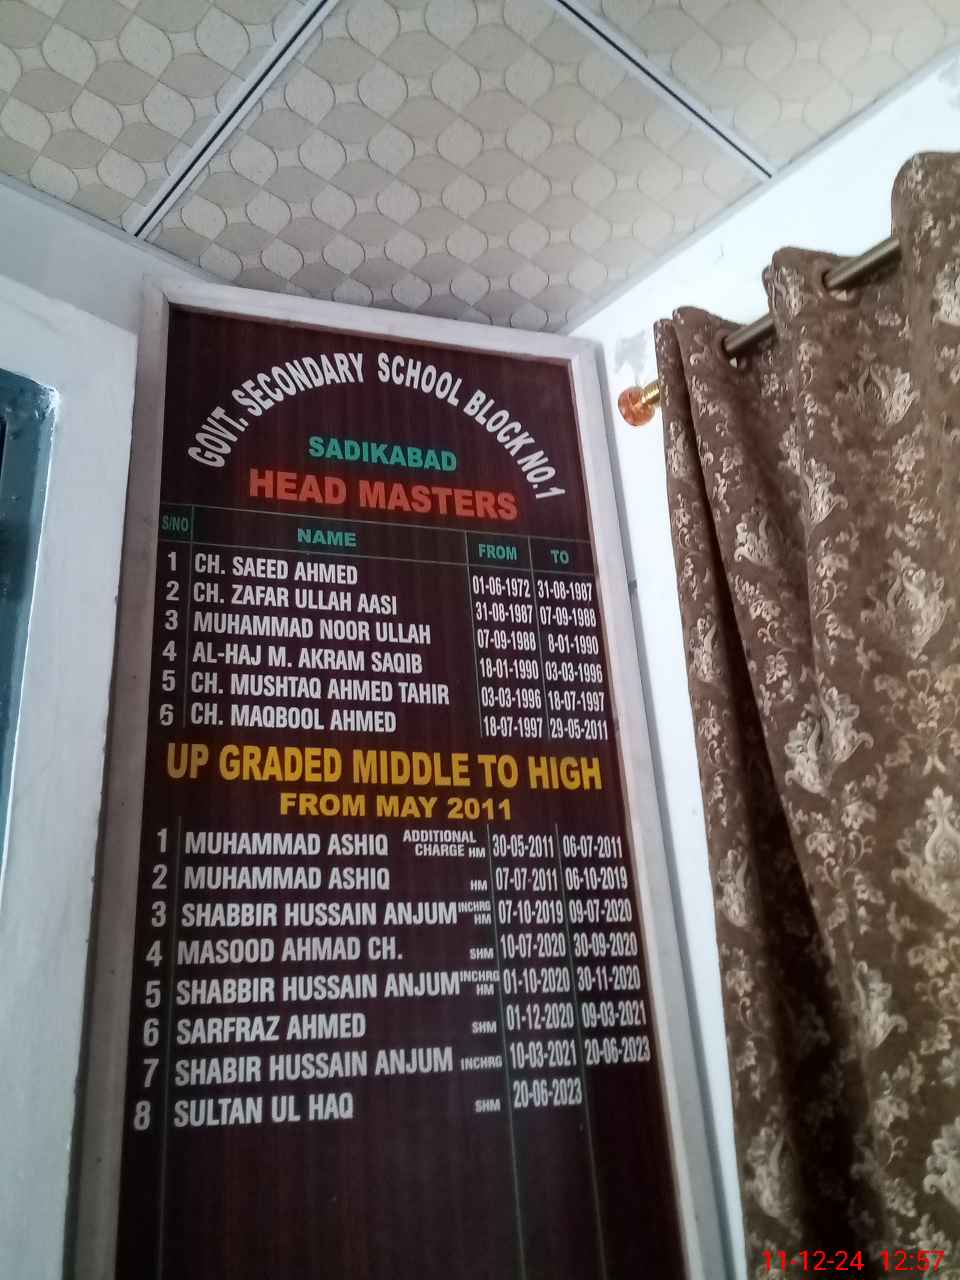 GOVT. SECONDARY SCHOOL BLOCK NO.1
SADIKABAD
HEAD MASTERS
S/NO NAME FROM TO
1 CH. SAEED AHMED 01-06-1972 31-08-1987
2 CH. ZAFAR ULLAH AASI 31-08-1987 07-09-1988
3 MUHAMMAD NOOR ULLAH 07-09-1988 8-01-1990
4 AL-HAJ M. AKRAM SAQIB 18-01-1990 03-03-1996
5 CH. MUSHTAQ AHMED TAHIR 03-03-1996 18-07-1997
6 CH. MAQBOOL AHMED 18-07-1997 29-05-2011
UP GRADED MIDDLE TO HIGH
FROM MAY 2011
1 MUHAMMAD ASHIQ ADDITIONAL CHARGE HM 30-05-2011 06-07-2011
2 MUHAMMAD ASHIQ HM 07-07-2011 06-10-2019
3 SHABBIR HUSSAIN ANJUM INCHRG HM 07-10-2019 09-07-2020
4 MASOOD AHMAD CH. SHM 10-07-2020 30-09-2020
5 SHABBIR HUSSAIN ANJUM INCHRG HM 01-10-2020 30-11-2020
6 SARFRAZ AHMED SHM 01-12-2020 09-03-2021
7 SHABIR HUSSAIN ANJUM INCHRG 10-03-2021 20-06-2023
8 SULTAN UL HAQ SHM 20-06-2023
11-12-24 12:57